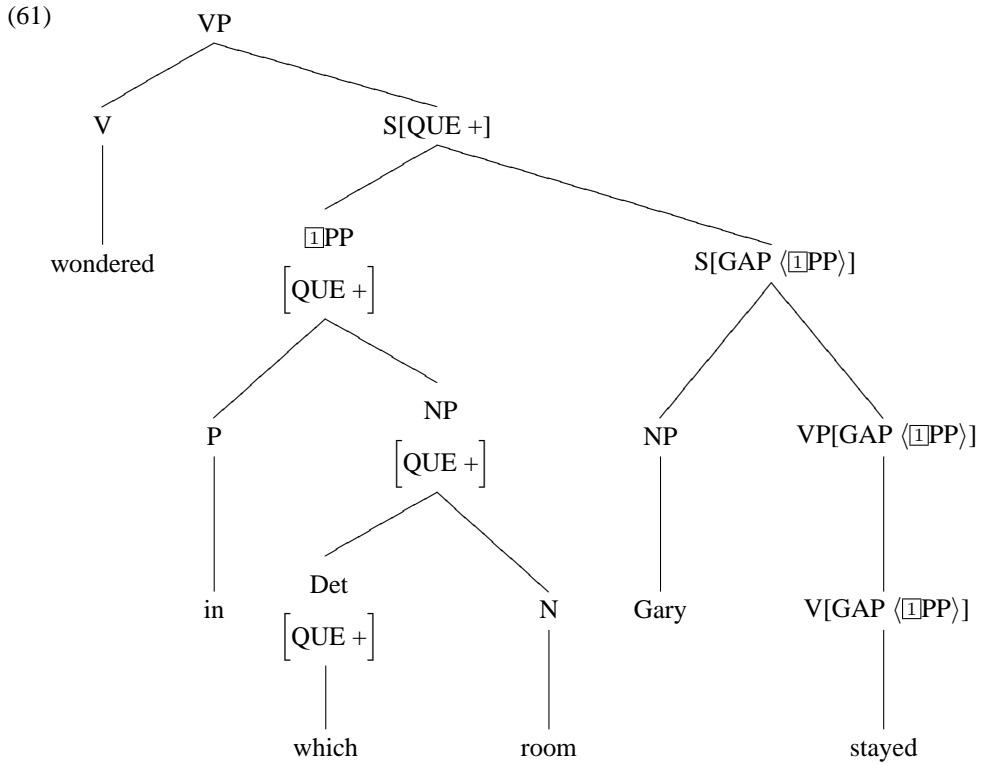 (61) VP
V S[QUE +]
wondered
1PP S[GAP ⟨1PP⟩]
[QUE +]
P NP NP VP[GAP ⟨1PP⟩]
[QUE +]
in Det N Gary V[GAP ⟨1PP⟩]
[QUE +]
which room stayed